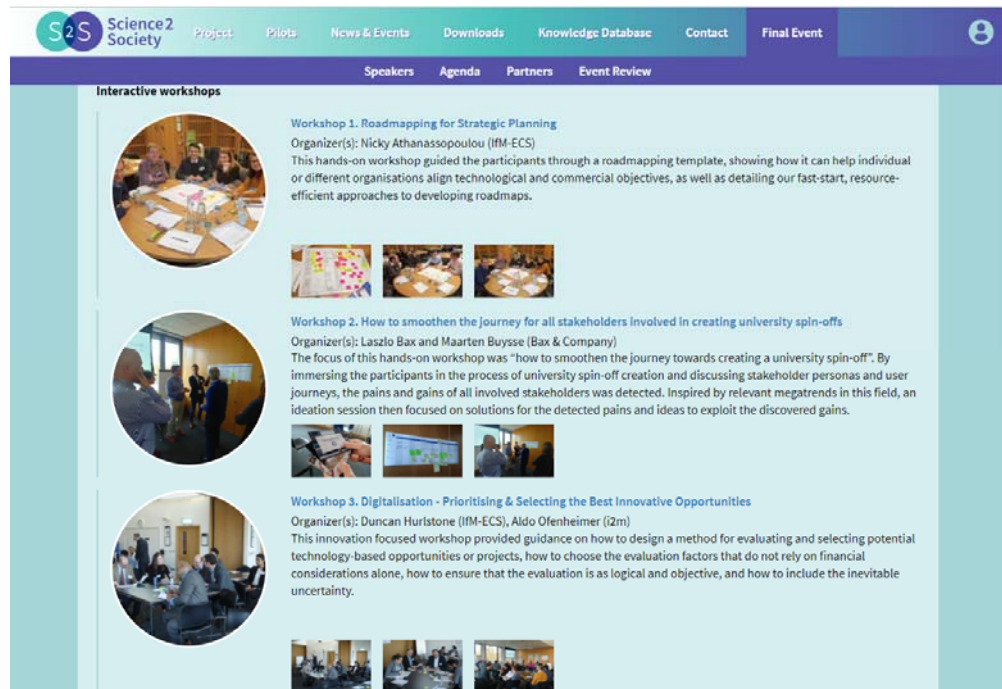 S2S Science2
Society
Project Pilots News & Events Downloads Knowledge Database Contact Final Event
Speakers Agenda Partners Event Review
Interactive workshops
Workshop 1. Roadmapping for Strategic Planning
Organizer(s): Nicky Athanassopoulou (IfM-ECS)
This hands-on workshop guided the participants through a roadmapping template, showing how it can help individual
or different organisations align technological and commercial objectives, as well as detailing our fast-start, resource-
efficient approaches to developing roadmaps.
Workshop 2. How to smoothen the journey for all stakeholders involved in creating university spin-offs
Organizer(s): Laszlo Bax and Maarten Buysse (Bax & Company)
The focus of this hands-on workshop was “how to smoothen the journey towards creating a university spin-off”. By
immersing the participants in the process of university spin-off creation and discussing stakeholder personas and user
journeys, the pains and gains of all involved stakeholders was detected. Inspired by relevant megatrends in this field, an
ideation session then focused on solutions for the detected pains and ideas to exploit the discovered gains.
Workshop 3. Digitalisation - Prioritising & Selecting the Best Innovative Opportunities
Organizer(s): Duncan Hurlstone (IfM-ECS), Aldo Ofenheimer (i2m)
This innovation focused workshop provided guidance on how to design a method for evaluating and selecting potential
technology-based opportunities or projects, how to choose the evaluation factors that do not rely on financial
considerations alone, how to ensure that the evaluation is as logical and objective, and how to include the inevitable
uncertainty.